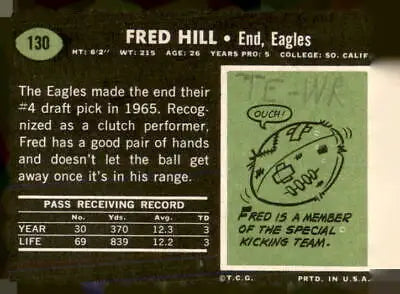 130
FRED HILL • End, Eagles
HT: 6'2" WT: 215 AGE: 26 YEARS PRO: 5 COLLEGE: SO. CALIF
The Eagles made the end their
#4 draft pick in 1965. Recog-
nized as a clutch performer,
Fred has a good pair of hands
and doesn't let the ball get
away once it's in his range.
PASS RECEIVING RECORD
No. Yds. Avg. TD
YEAR 30 370 12.3 3
LIFE 69 839 12.2 3
TE-WR
OUCH!
FRED IS A MEMBER
OF THE SPECIAL
KICKING TEAM.
©T.C.G. PRTD. IN U.S.A.